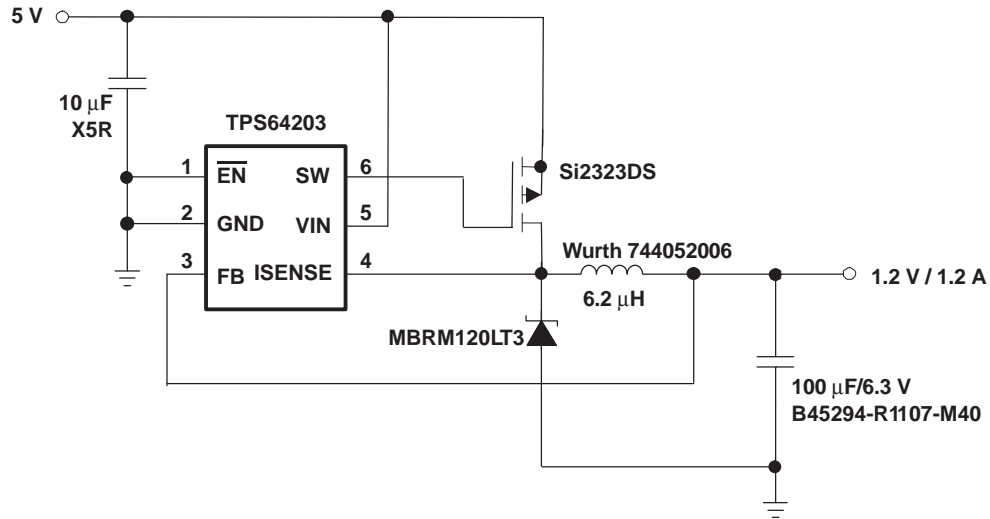 5 V
10 μF
X5R
TPS64203
1
EN
SW
6
2
GND
VIN
5
3
FB
ISENSE
4
Si2323DS
Wurth 744052006
6.2 μH
1.2 V / 1.2 A
MBRM120LT3
100 μF/6.3 V
B45294-R1107-M40